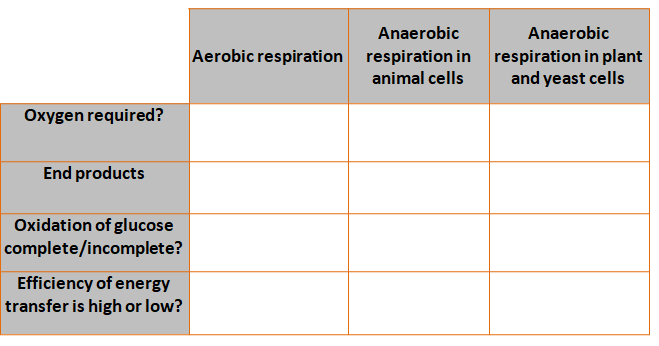 Aerobic respiration
Anaerobic
respiration in
animal cells
Anaerobic
respiration in plant
and yeast cells
Oxygen required?
End products
Oxidation of glucose
complete/incomplete?
Efficiency of energy
transfer is high or low?